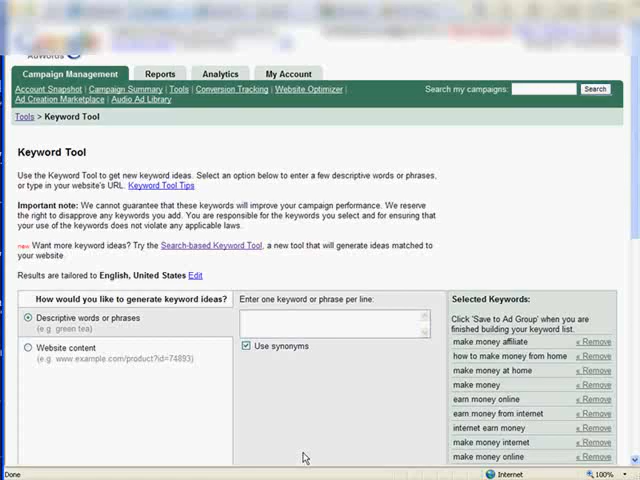 AdWords
Campaign Management Reports Analytics My Account
Account Snapshot | Campaign Summary | Tools | Conversion Tracking | Website Optimizer |
Ad Creation Marketplace | Audio Ad Library
Search my campaigns: Search
Tools > Keyword Tool
Keyword Tool
Use the Keyword Tool to get new keyword ideas. Select an option below to enter a few descriptive words or phrases,
or type in your website's URL. Keyword Tool Tips
Important note: We cannot guarantee that these keywords will improve your campaign performance. We reserve
the right to disapprove any keywords you add. You are responsible for the keywords you select and for ensuring that
your use of the keywords does not violate any applicable laws.
new Want more keyword ideas? Try the Search-based Keyword Tool, a new tool that will generate ideas matched to
your website.
Results are tailored to English, United States Edit
How would you like to generate keyword ideas?
Descriptive words or phrases
(e.g. green tea)
Website content
(e.g. www.example.com/product?id=74893)
Enter one keyword or phrase per line:
Use synonyms
Selected Keywords:
Click 'Save to Ad Group' when you are
finished building your keyword list.
make money affiliate « Remove
how to make money from home « Remove
make money at home « Remove
make money « Remove
earn money online « Remove
earn money from internet « Remove
internet earn money « Remove
make money internet « Remove
make money online « Remove
Done Internet 100%